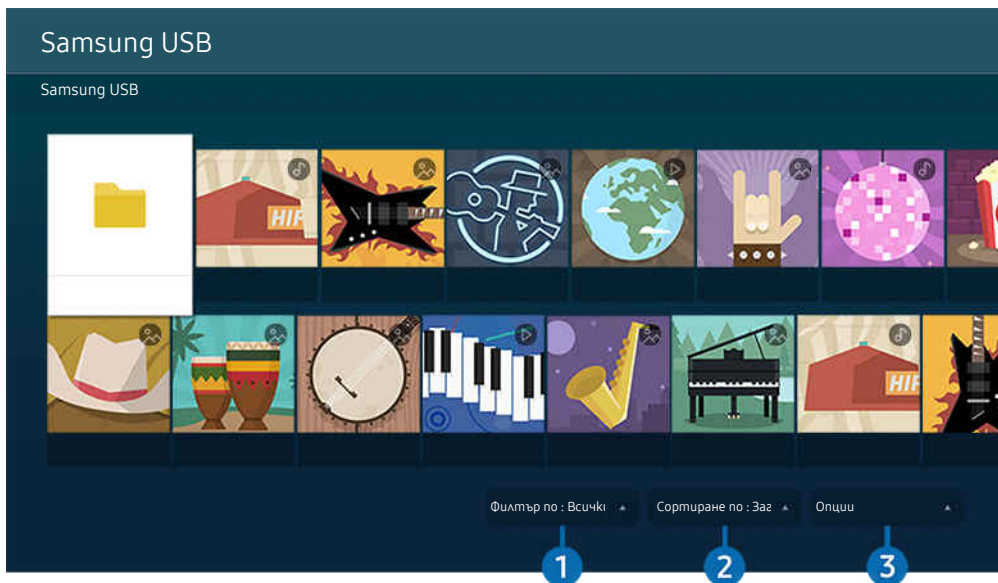 Samsung USB
Samsung USB
HIF
HIF
Филтър по : Всички
Сортиране по : Заг
Опции
1
2
3